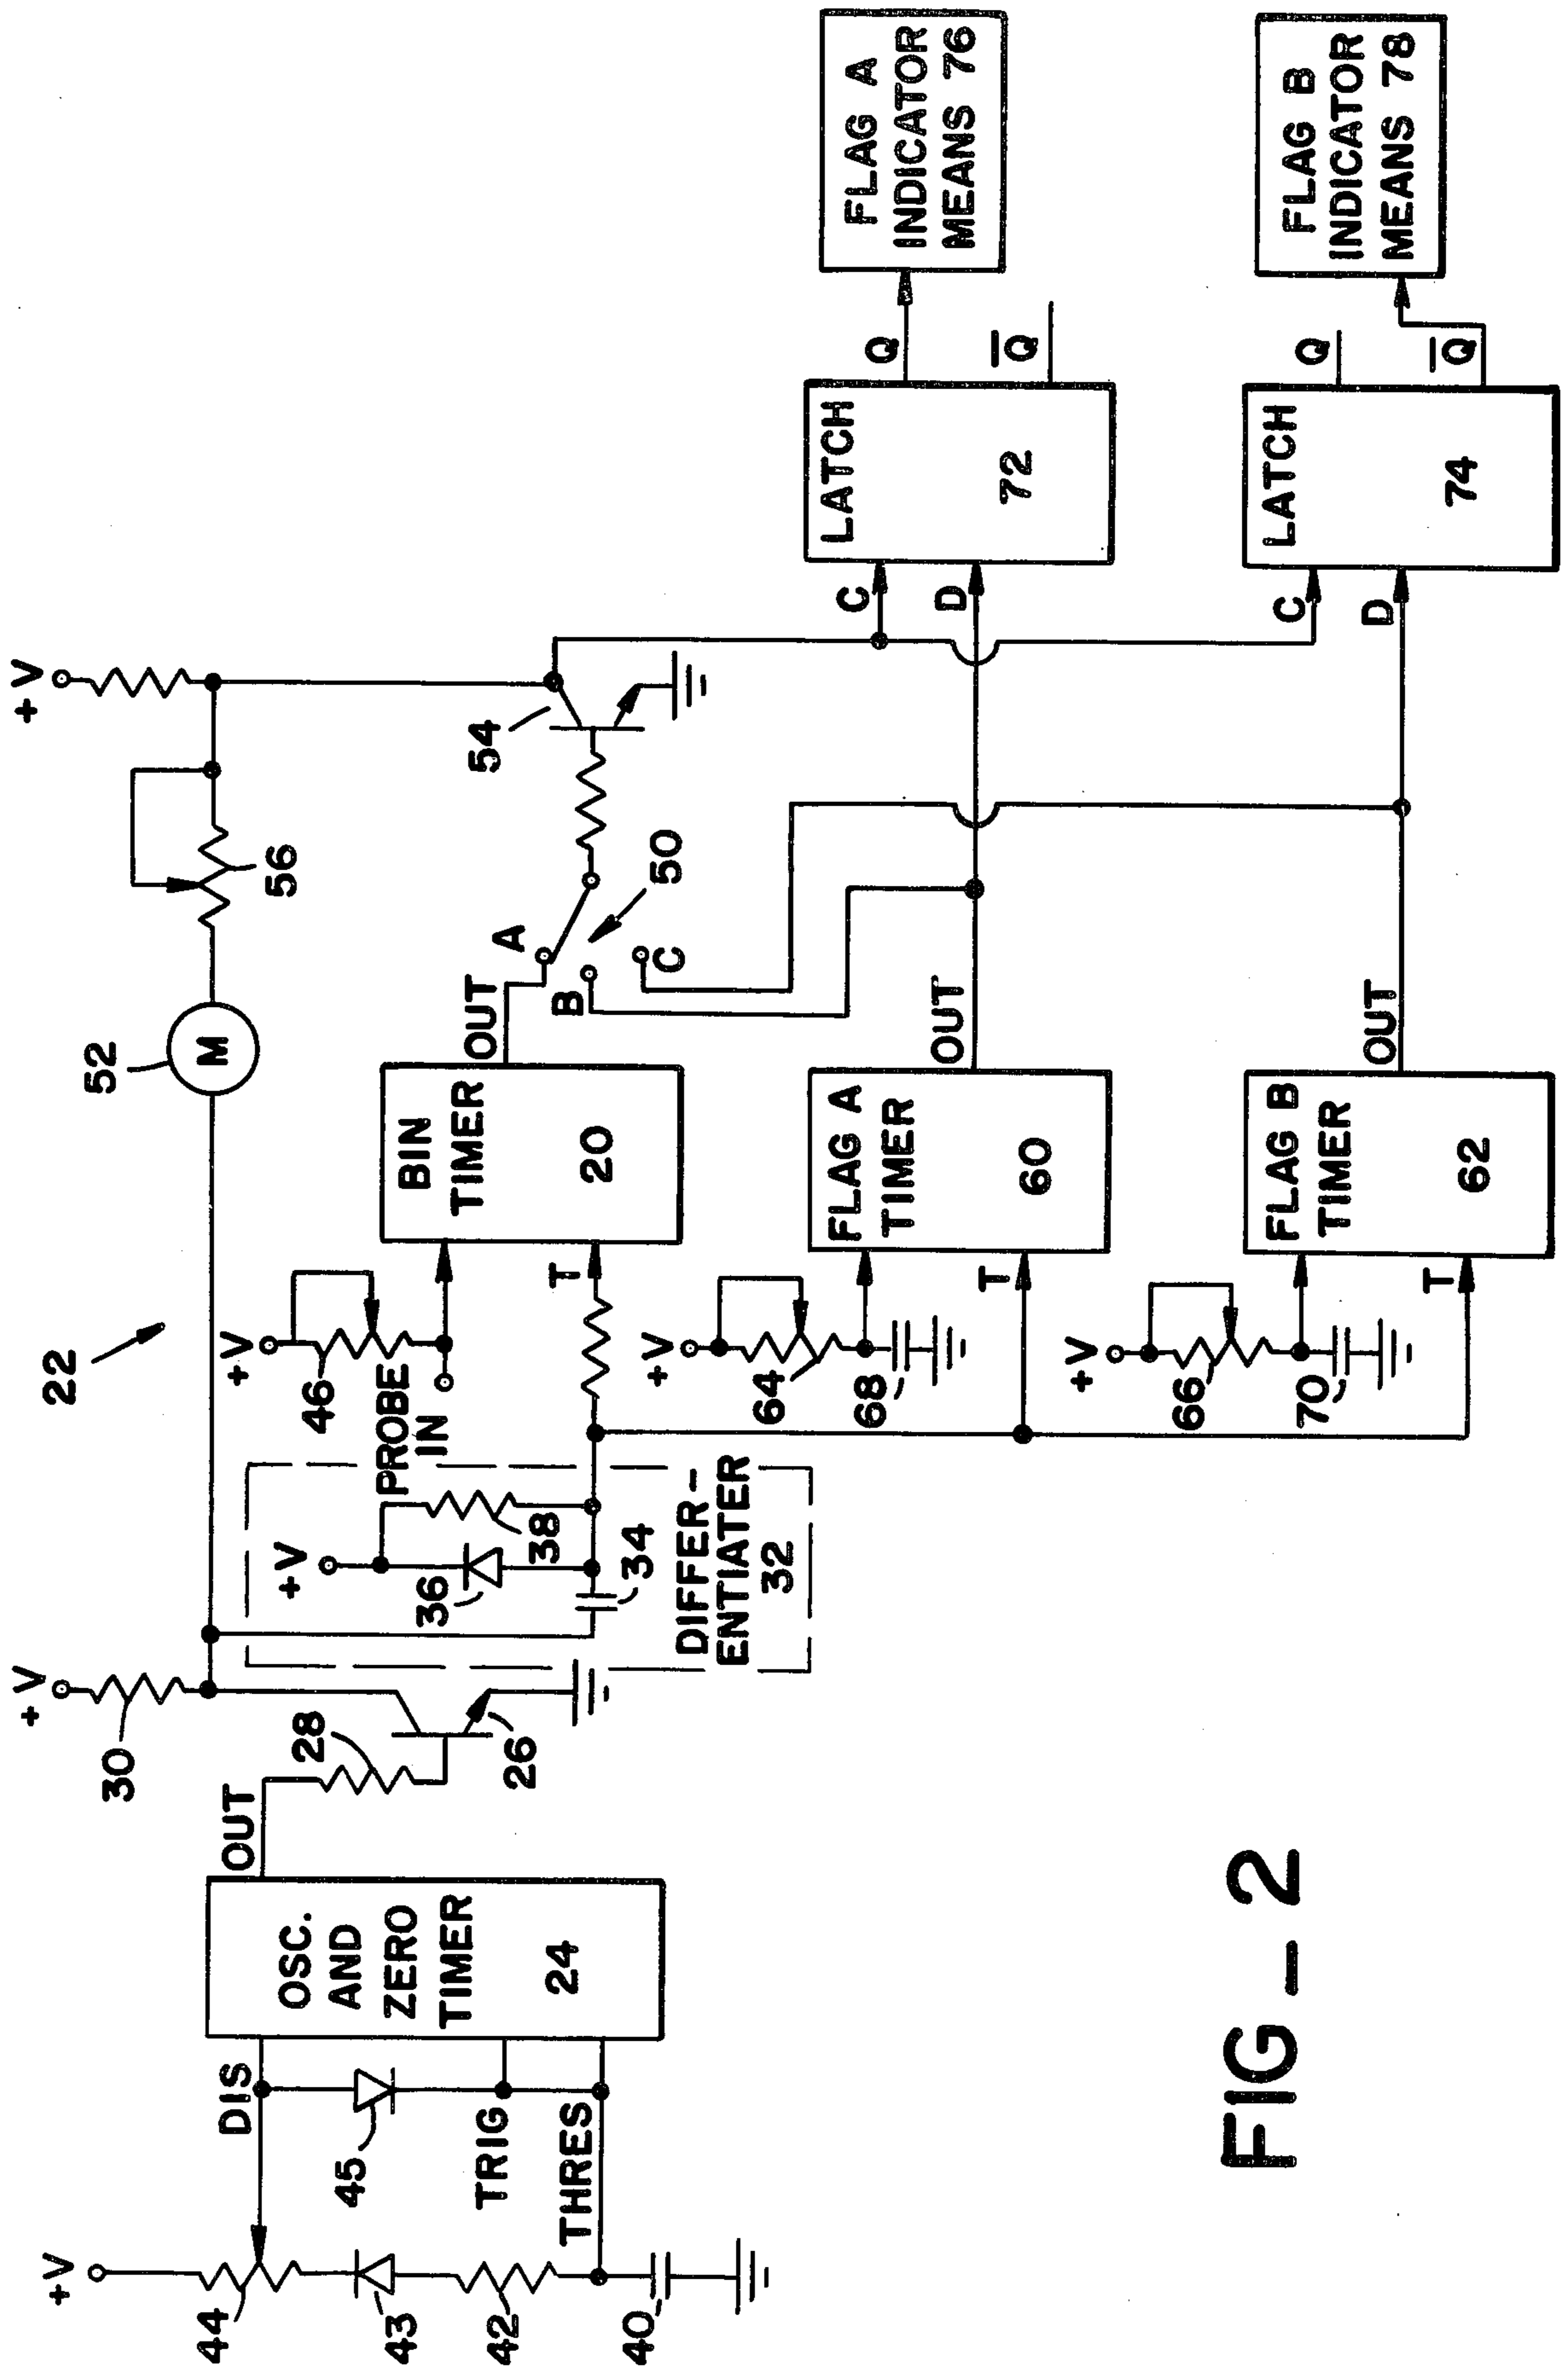 22
+V
+V
30
52
M
56
+V
OSC.
AND
ZERO
TIMER
24
DIS
TRIG
THRES
OUT
44
43
42
40
45
28
26
+V
36
38
34
DIFFER-
ENTIATER
32
+V
46
PROBE
IN
T
BIN
TIMER
20
OUT
A
B
C
50
54
+V
64
68
T
FLAG A
TIMER
60
OUT
C
D
LATCH
72
Q
Q̅
FLAG A
INDICATOR
MEANS 76
+V
66
70
T
FLAG B
TIMER
62
OUT
C
D
LATCH
74
Q
Q̅
FLAG B
INDICATOR
MEANS 78
FIG-2